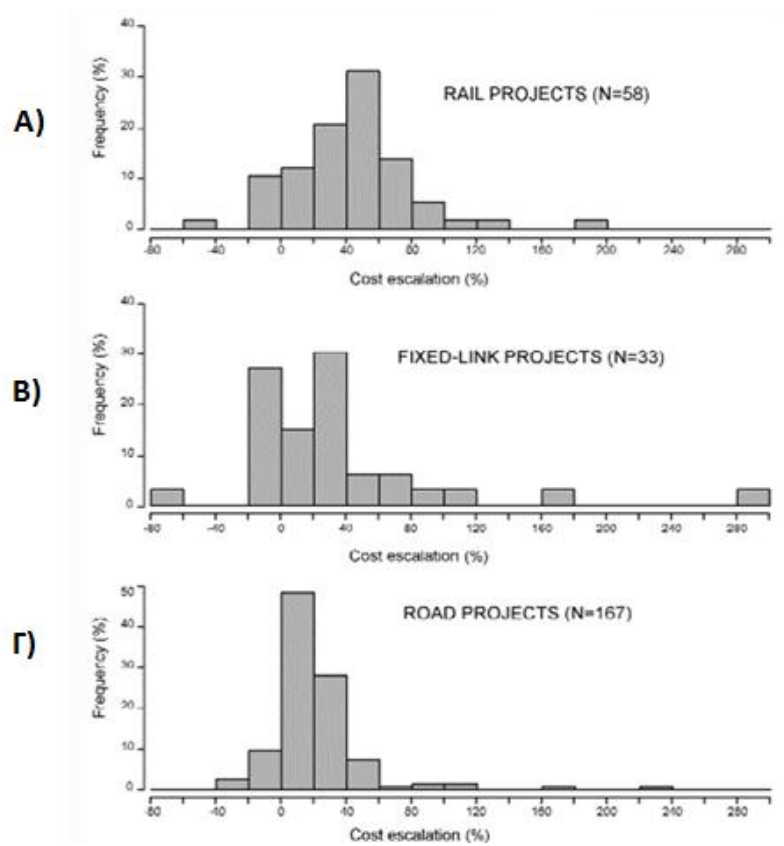 Α)
Frequency (%)
40
30
20
10
0
RAIL PROJECTS (N=58)
-80 -40 0 40 80 120 160 200 240 280
Cost escalation (%)
Β)
Frequency (%)
40
30
20
10
0
FIXED-LINK PROJECTS (N=33)
-80 -40 0 40 80 120 160 200 240 280
Cost escalation (%)
Γ)
Frequency (%)
50
40
30
20
10
0
ROAD PROJECTS (N=167)
-80 -40 0 40 80 120 160 200 240 280
Cost escalation (%)